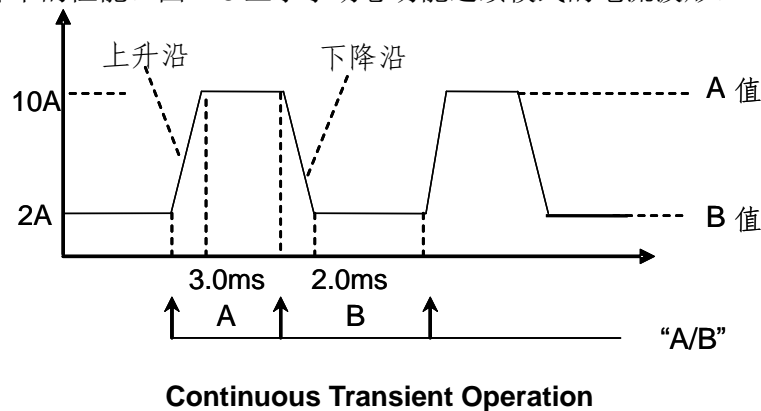 上升沿
下降沿
10A
A 值
2A
B 值
3.0ms 2.0ms
A B
“A/B”
Continuous Transient Operation